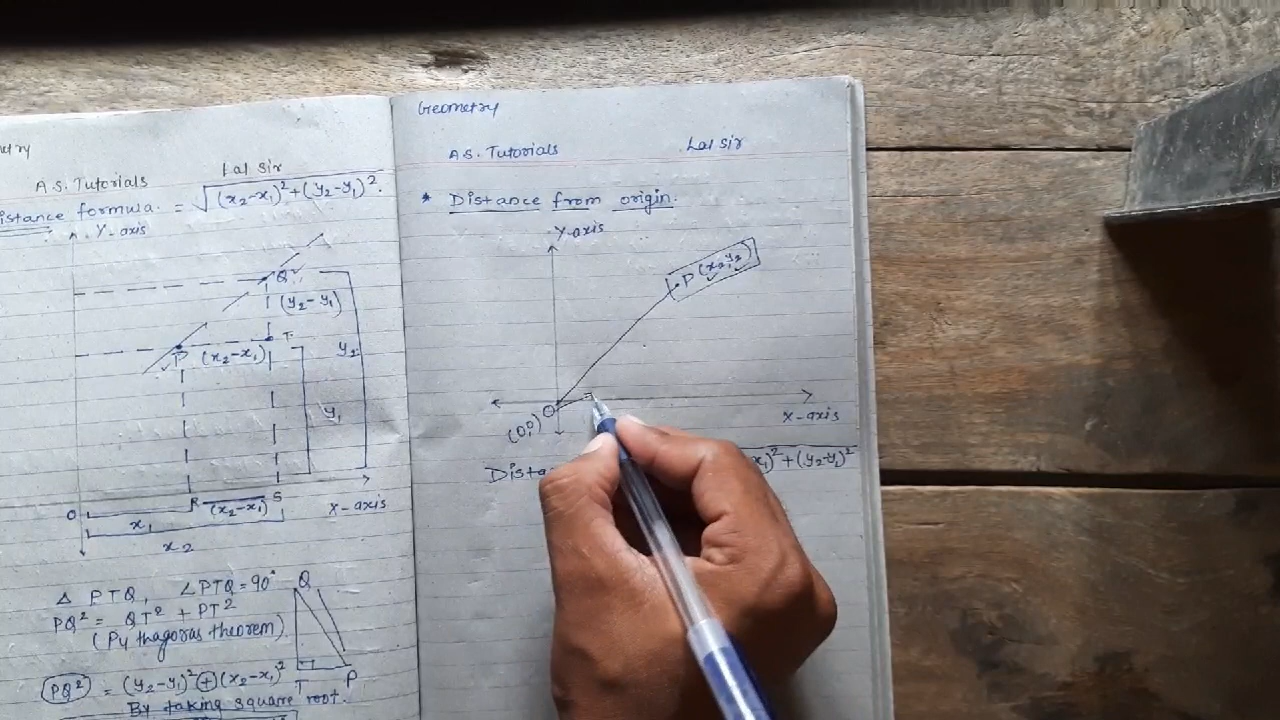 A.S. Tutorials
Lal Sir
distance formula. = √(x₂-x₁)²+(y₂-y₁)².
Y-axis
Q
(y₂-y₁)
T
P
(x₂-x₁)
y₂
y₁
O
R
(x₂-x₁)
S
X-axis
x₁
x₂
△ PTQ, ∠PTQ=90°
PQ² = QT² + PT²
(Pythagoras theorem)
Q
T
P
PQ² = (y₂-y₁)²+(x₂-x₁)²
By taking square root.
Geometry
A.S. Tutorials
Lal Sir
* Distance from origin.
Y-axis
P(x₂,y₂)
O
(0,0)
X-axis
x₁)²+(y₂-y₁)²